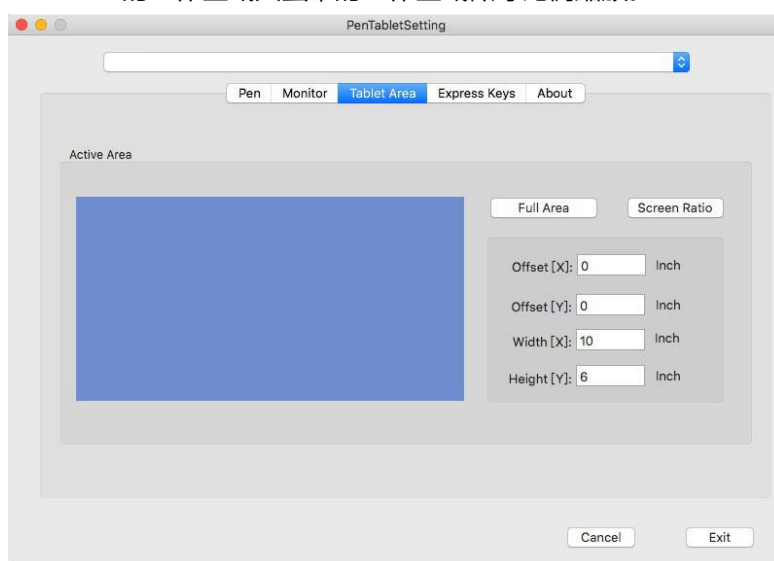 PenTabletSetting
Pen Monitor Tablet Area Express Keys About
Active Area
Full Area Screen Ratio
Offset [X]: 0 Inch
Offset [Y]: 0 Inch
Width [X]: 10 Inch
Height [Y]: 6 Inch
Cancel Exit